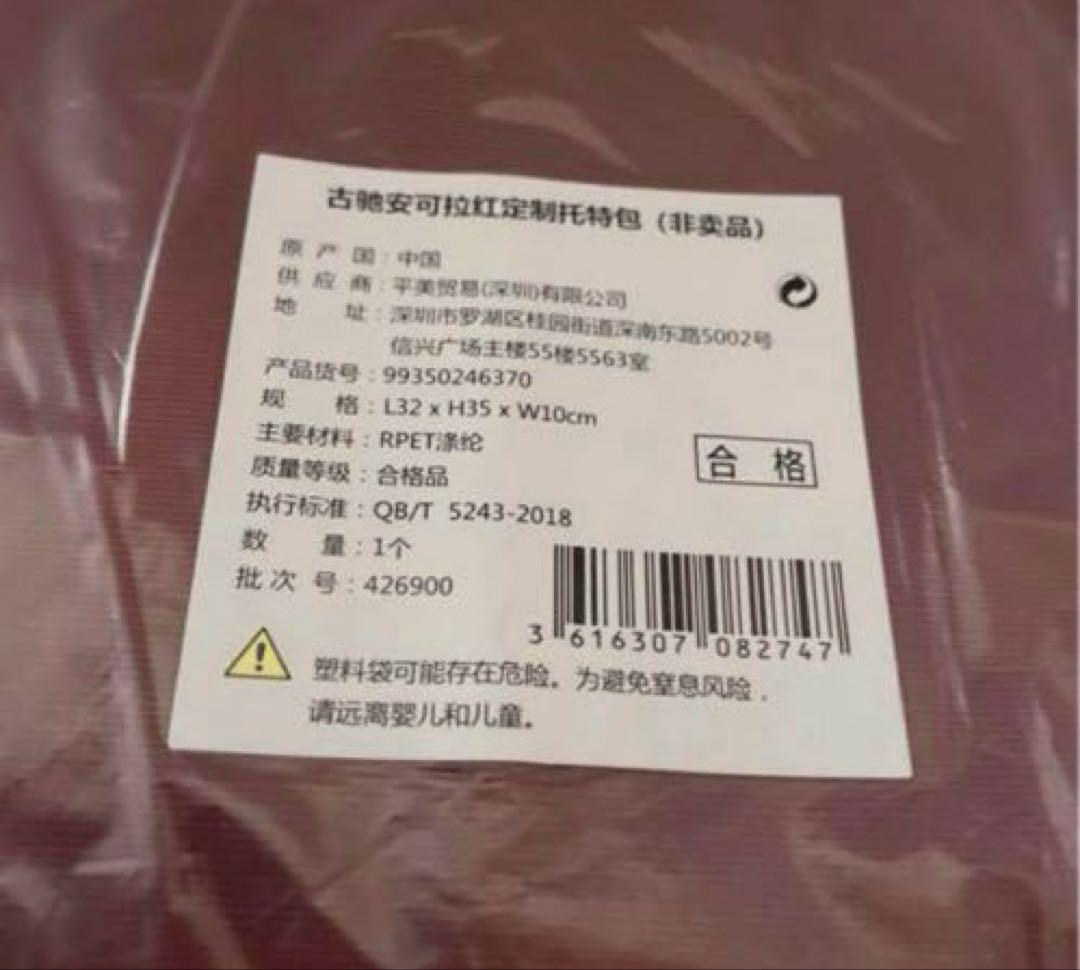 古驰安可拉红定制托特包（非卖品）
原产国：中国
供应商：平美贸易(深圳)有限公司
地址：深圳市罗湖区桂园街道深南东路5002号
信兴广场主楼55楼5563室
产品货号：99350246370
规格：L32 x H35 x W10cm
主要材料：RPET涤纶
合格
质量等级：合格品
执行标准：QB/T 5243-2018
数量：1个
批次号：426900
3 616307 082747
塑料袋可能存在危险。为避免窒息风险．
请远离婴儿和儿童。